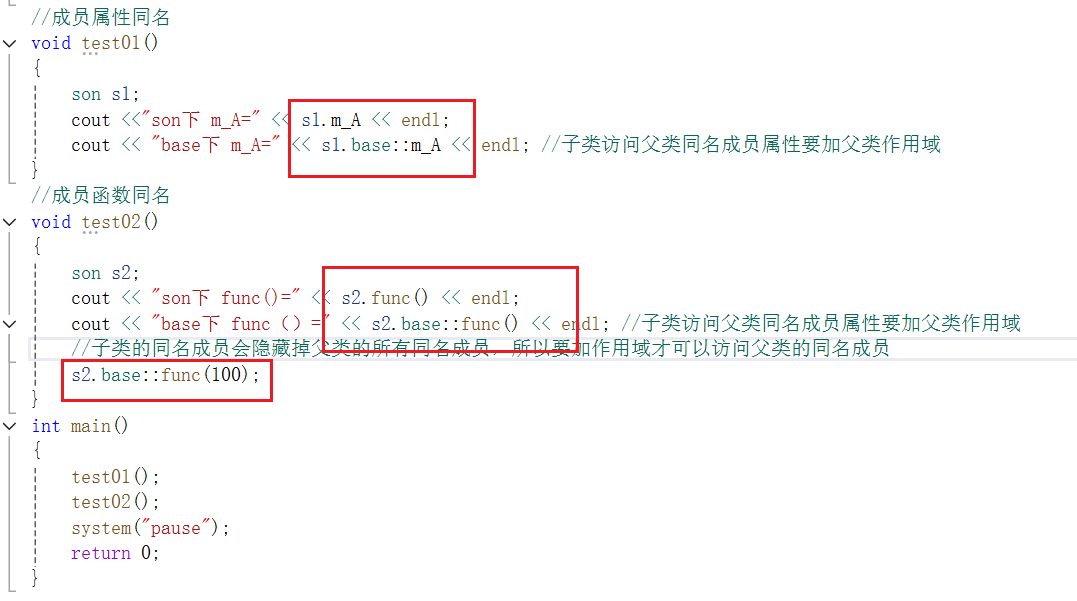 //成员属性同名
void test01()
{
son s1;
cout <<"son下 m_A=" << s1.m_A << endl;
cout << "base下 m_A=" << s1.base::m_A << endl; //子类访问父类同名成员属性要加父类作用域
}
//成员函数同名
void test02()
{
son s2;
cout << "son下 func()=" << s2.func() << endl;
cout << "base下 func（）=" << s2.base::func() << endl; //子类访问父类同名成员属性要加父类作用域
//子类的同名成员会隐藏掉父类的所有同名成员，所以要加作用域才可以访问父类的同名成员
s2.base::func(100);
}
int main()
{
test01();
test02();
system("pause");
return 0;
}